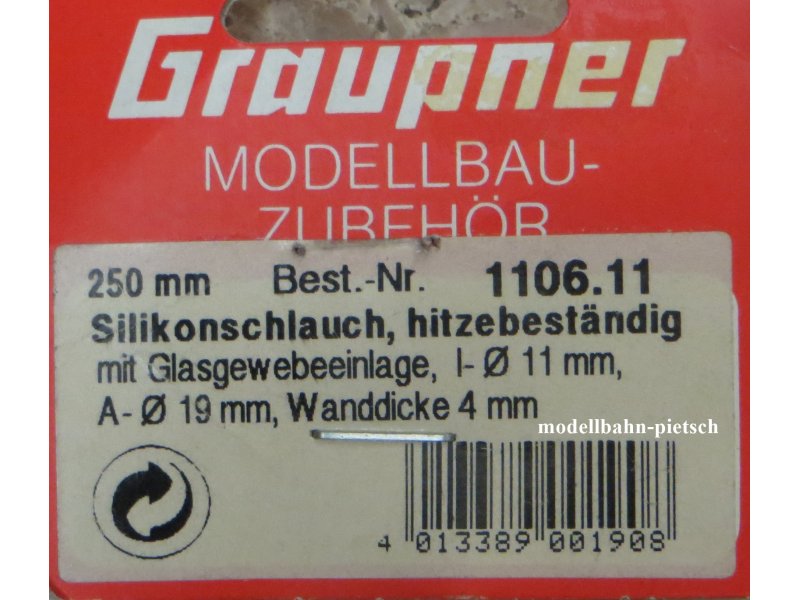 Graupner
MODELLBAU-
ZUBEHÖR
250 mm Best.-Nr. 1106.11
Silikonschlauch, hitzebeständig
mit Glasgewebeeinlage, I-Ø 11 mm,
A-Ø 19 mm, Wanddicke 4 mm
modellbahn-pietsch
4 013389 001908